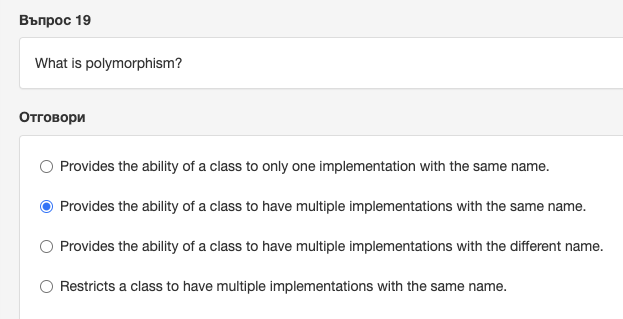 Въпрос 19
What is polymorphism?
Отговори
Provides the ability of a class to only one implementation with the same name.
Provides the ability of a class to have multiple implementations with the same name.
Provides the ability of a class to have multiple implementations with the different name.
Restricts a class to have multiple implementations with the same name.